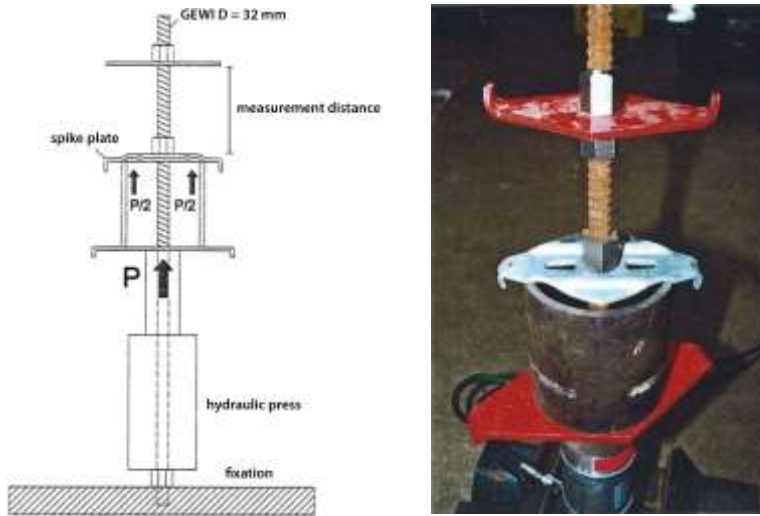 GEWI D = 32 mm
measurement distance
spike plate
P/2 P/2
P
hydraulic press
fixation